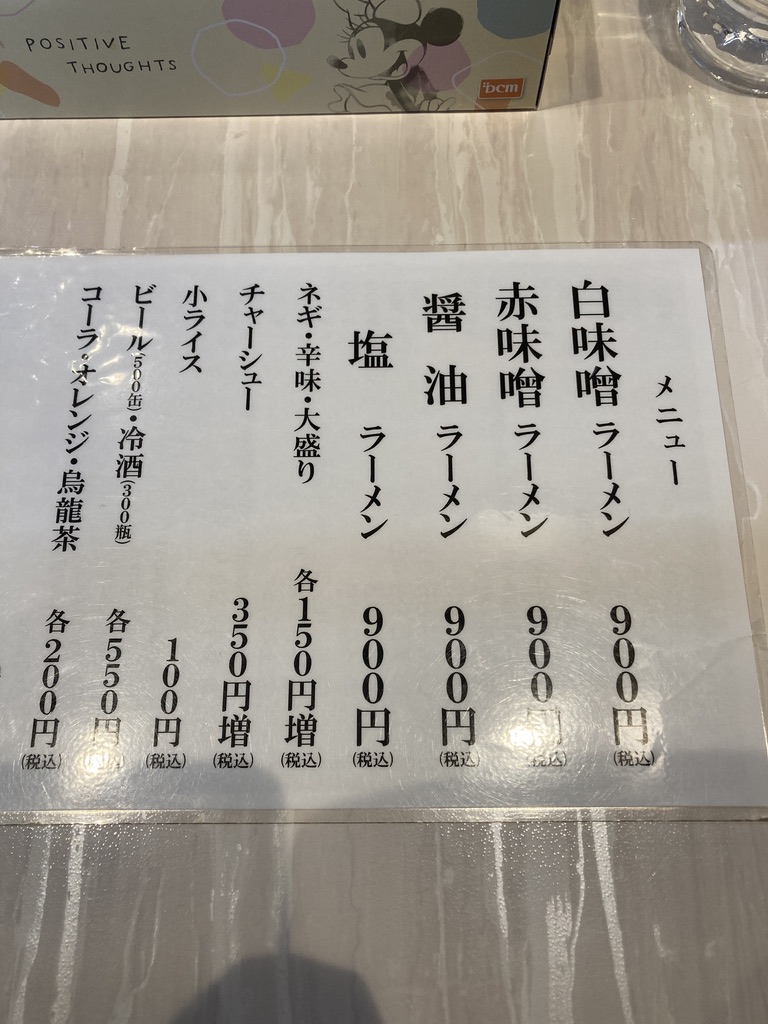 POSITIVE
THOUGHTS
bcm
メニュー
白味噌ラーメン 900円(税込)
赤味噌ラーメン 900円(税込)
醤油ラーメン 900円(税込)
塩ラーメン 900円(税込)
ネギ・辛味・大盛り 各150円増(税込)
チャーシュー 350円増(税込)
小ライス 100円(税込)
ビール(500缶)・冷酒(300瓶) 各550円(税込)
コーラ・オレンジ・烏龍茶 各200円(税込)